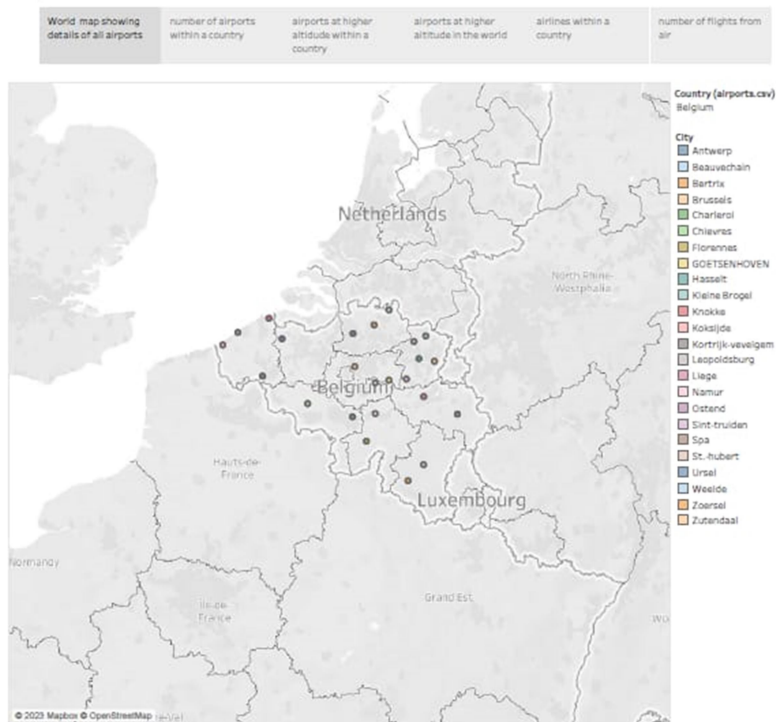 World map showing
details of all airports
number of airports
within a country
airports at higher
altidude within a
country
airports at higher
altitude in the world
airlines within a
country
number of flights from
air
Country (airports.csv)
Belgium
City
Antwerp
Beauvechain
Bertrix
Brussels
Charleroi
Chievres
Florennes
GOETSENHOVEN
Hasselt
Kleine Brogel
Knokke
Koksijde
Kortrijk-vevelgem
Leopoldsburg
Liege
Namur
Ostend
Sint-truiden
Spa
St.-hubert
Ursel
Weelde
Zoersel
Zutendaal
Netherlands
North Rhine-
Westphalia
Belgium
Hauts-de-
France
Luxembourg
Normandy
Île-de-
France
Grand Est
© 2023 Mapbox © OpenStreetMap